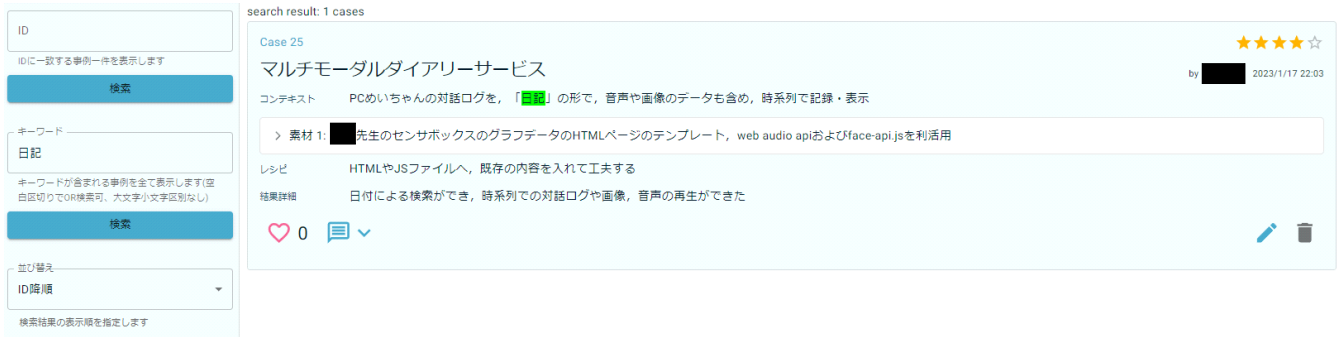 ID
IDに一致する事例一件を表示します
検索
キーワード
日記
キーワードが含まれる事例を全て表示します(空
白区切りでOR検索可、大文字小文字区別なし)
検索
並び替え
ID降順
検索結果の表示順を指定します
search result: 1 cases
Case 25
マルチモーダルダイアリーサービス
by 2023/1/17 22:03
コンテキスト PCめいちゃんの対話ログを，「日記」の形で，音声や画像のデータも含め，時系列で記録・表示
素材 1: 先生のセンサボックスのグラフデータのHTMLページのテンプレート，web audio apiおよびface-api.jsを利活用
レシピ HTMLやJSファイルへ，既存の内容を入れて工夫する
結果詳細 日付による検索ができ，時系列での対話ログや画像，音声の再生ができた
0